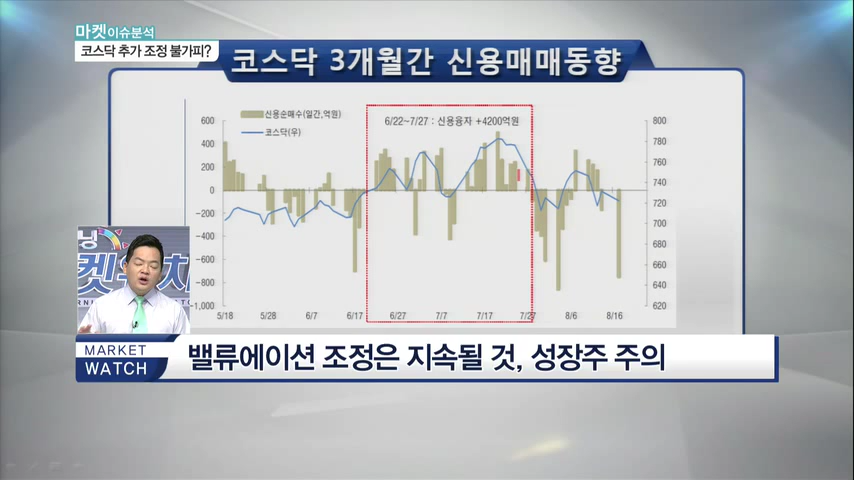 마켓이슈분석
코스닥 추가 조정 불가피?
코스닥 3개월간 신용매매동향
신용순매수(일간,억원)
코스닥(우)
6/22~7/27 : 신용융자 +4200억원
600
400
200
0
-200
-400
-600
-800
-1,000
800
780
760
740
720
700
680
660
640
620
5/18 5/28 6/7 6/17 6/27 7/7 7/17 7/27 8/6 8/16
닝
켓
MARKET
WATCH
밸류에이션 조정은 지속될 것, 성장주 주의